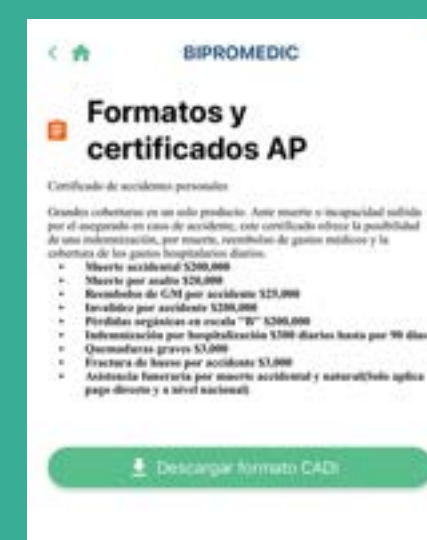 BIPROMEDIC
Formatos y
certificados AP
Certificado de accidentes personales
Grandes coberturas en un solo producto. Ante muerte o incapacidad sufrida
por el asegurado en caso de accidente, este certificado ofrece la posibilidad
de una indemnización, por muerte, reembolso de gastos médicos y la
cobertura de los gastos hospitalarios diarios.
• Muerte accidental $200,000
• Muerte por asalto $20,000
• Reembolso de GM por accidente $25,000
• Invalidez por accidente $200,000
• Pérdidas orgánicas en escala "B" $200,000
• Indemnización por hospitalización $300 diarios hasta por 90 días
• Quemaduras graves $3,000
• Fractura de hueso por accidente $3,000
• Asistencia funeraria por muerte accidental y natural(Solo aplica
pago directo y a nivel nacional)
Descargar formato CADI